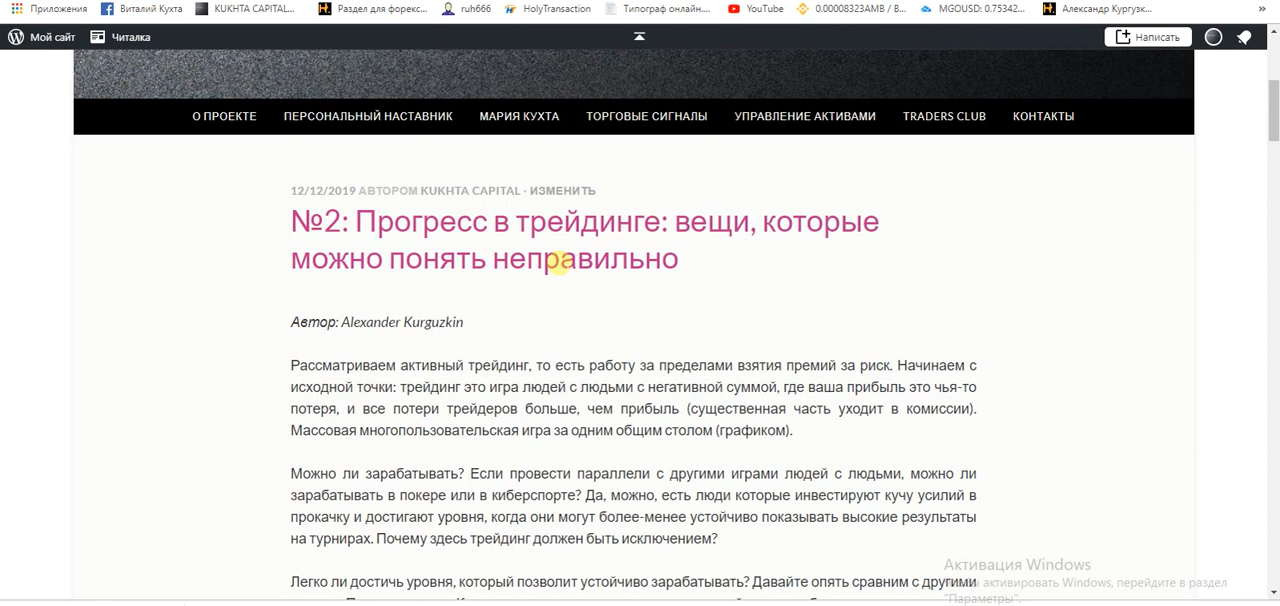 Приложения Виталий Кухта KUKHTA CAPITAL... Раздел для форекс... ruh666 HolyTransaction Типограф онлайн.... YouTube 0.00008323AMB / B... MGOUSD: 0.75342... Александр Кургузк... »
Мой сайт Читалка Написать
О ПРОЕКТЕ ПЕРСОНАЛЬНЫЙ НАСТАВНИК МАРИЯ КУХТА ТОРГОВЫЕ СИГНАЛЫ УПРАВЛЕНИЕ АКТИВАМИ TRADERS CLUB КОНТАКТЫ
12/12/2019 АВТОРОМ KUKHTA CAPITAL · ИЗМЕНИТЬ
№2: Прогресс в трейдинге: вещи, которые
можно понять неправильно
Автор: Alexander Kurguzkin
Рассматриваем активный трейдинг, то есть работу за пределами взятия премий за риск. Начинаем с
исходной точки: трейдинг это игра людей с людьми с негативной суммой, где ваша прибыль это чья-то
потеря, и все потери трейдеров больше, чем прибыль (существенная часть уходит в комиссии).
Массовая многопользовательская игра за одним общим столом (графиком).
Можно ли зарабатывать? Если провести параллели с другими играми людей с людьми, можно ли
зарабатывать в покере или в киберспорте? Да, можно, есть люди которые инвестируют кучу усилий в
прокачку и достигают уровня, когда они могут более-менее устойчиво показывать высокие результаты
на турнирах. Почему здесь трейдинг должен быть исключением?
Активация Windows
Легко ли достичь уровня, который позволит устойчиво зарабатывать? Давайте опять сравним с другими
активировать Windows, перейдите в раздел
"Параметры".